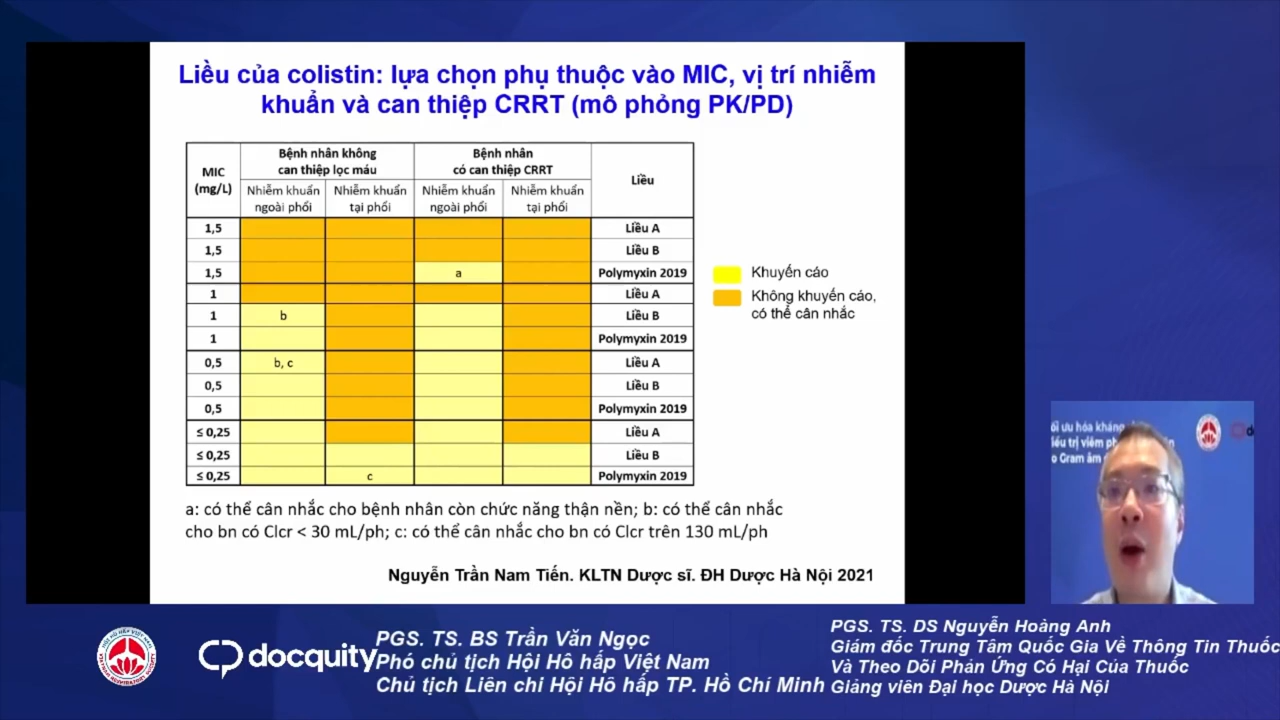 Liều của colistin: lựa chọn phụ thuộc vào MIC, vị trí nhiễm
khuẩn và can thiệp CRRT (mô phỏng PK/PD)
MIC
(mg/L)
Bệnh nhân không
can thiệp lọc máu
Bệnh nhân
có can thiệp CRRT
Liều
Nhiễm khuẩn
ngoài phổi
Nhiễm khuẩn
tại phổi
Nhiễm khuẩn
ngoài phổi
Nhiễm khuẩn
tại phổi
1,5 Liều A
1,5 Liều B
1,5 a Polymyxin 2019
1 Liều A
1 b Liều B
1 Polymyxin 2019
0,5 b, c Liều A
0,5 Liều B
0,5 Polymyxin 2019
≤ 0,25 Liều A
≤ 0,25 Liều B
≤ 0,25 c Polymyxin 2019
Khuyến cáo
Không khuyến cáo,
có thể cân nhắc
a: có thể cân nhắc cho bệnh nhân còn chức năng thận nền; b: có thể cân nhắc
cho bn có Clcr < 30 mL/ph; c: có thể cân nhắc cho bn có Clcr trên 130 mL/ph
Nguyễn Trần Nam Tiến. KLTN Dược sĩ. ĐH Dược Hà Nội 2021
ưu hóa kháng
docquity
PGS. TS. BS Trần Văn Ngọc
Phó chủ tịch Hội Hô hấp Việt Nam
Chủ tịch Liên chi Hội Hô hấp TP. Hồ Chí Minh
PGS. TS. DS Nguyễn Hoàng Anh
Giám đốc Trung Tâm Quốc Gia Về Thông Tin Thuốc
Và Theo Dõi Phản Ứng Có Hại Của Thuốc
Giảng viên Đại học Dược Hà Nội